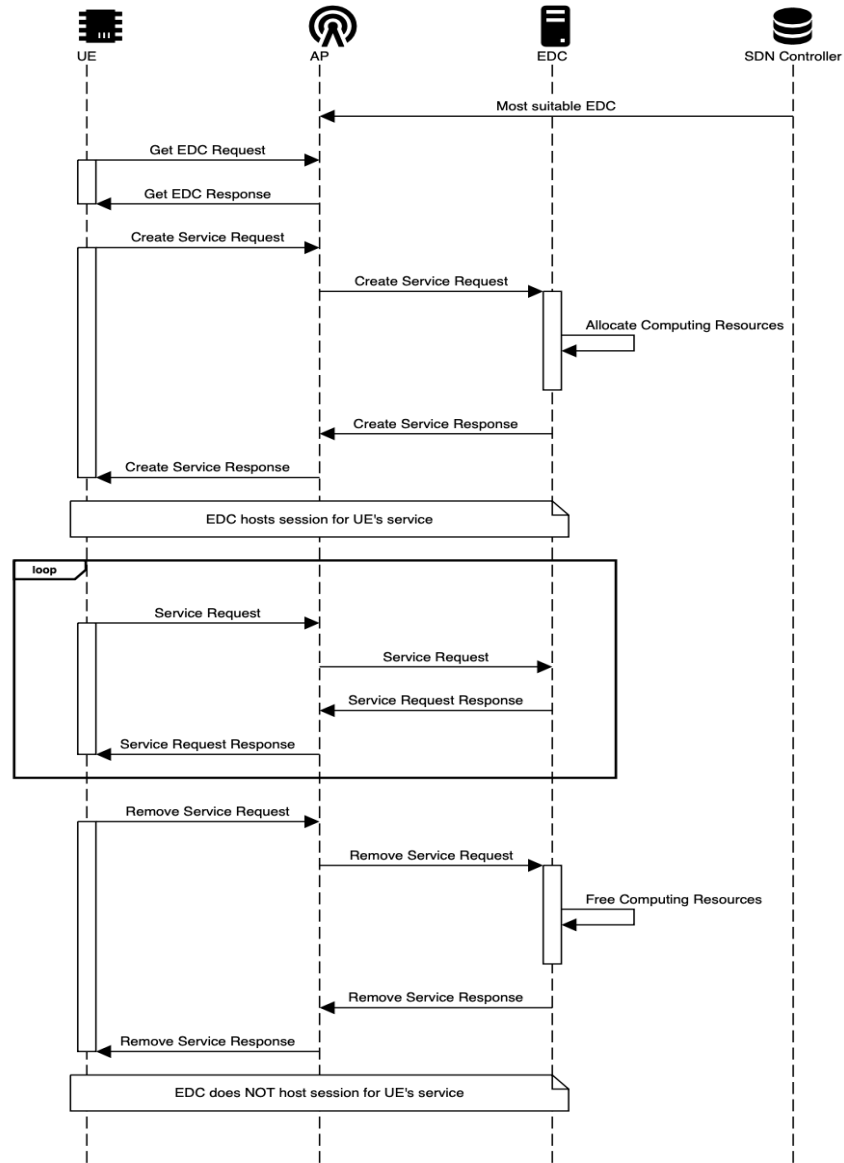 UE
AP
EDC
SDN Controller
Most suitable EDC
Get EDC Request
Get EDC Response
Create Service Request
Create Service Request
Allocate Computing Resources
Create Service Response
Create Service Response
EDC hosts session for UE's service
loop
Service Request
Service Request
Service Request Response
Service Request Response
Remove Service Request
Remove Service Request
Free Computing Resources
Remove Service Response
Remove Service Response
EDC does NOT host session for UE's service